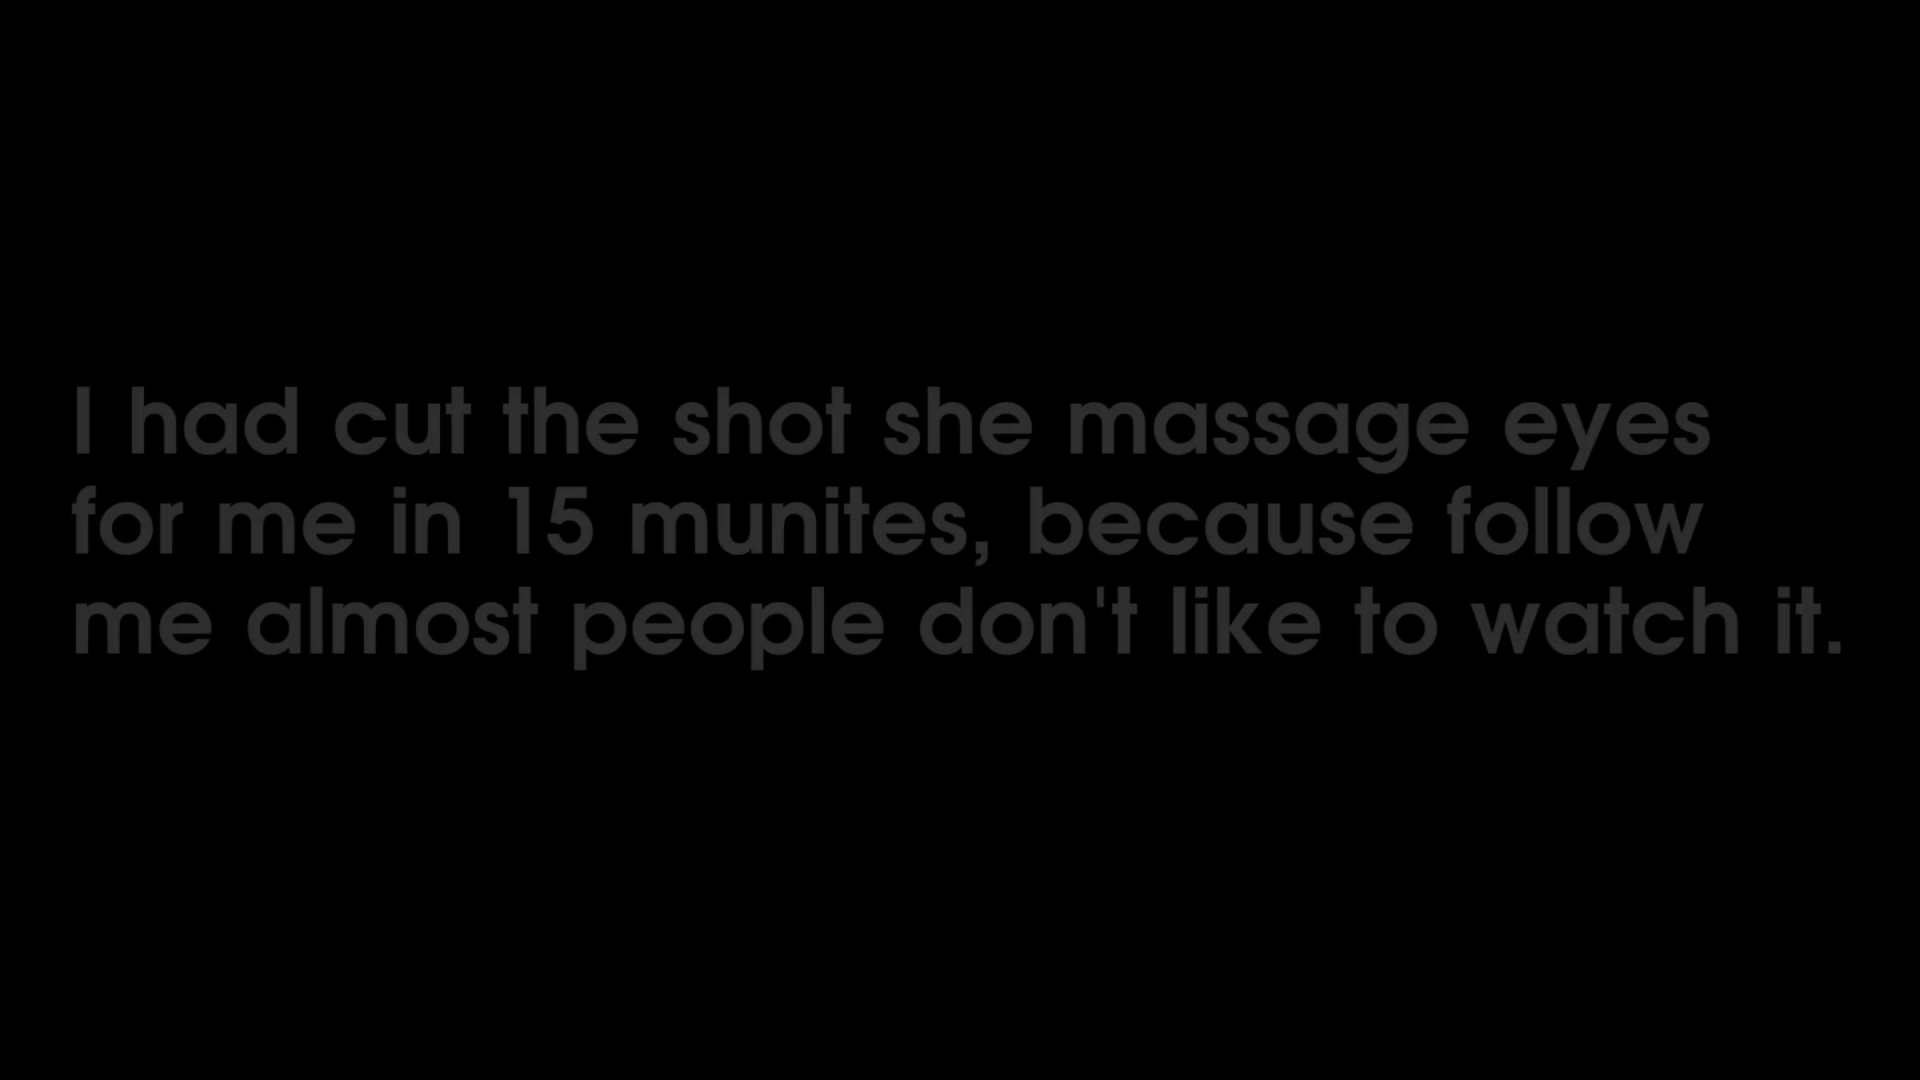 I had cut the shot she massage eyes
for me in 15 munites, because follow
me almost people don't like to watch it.